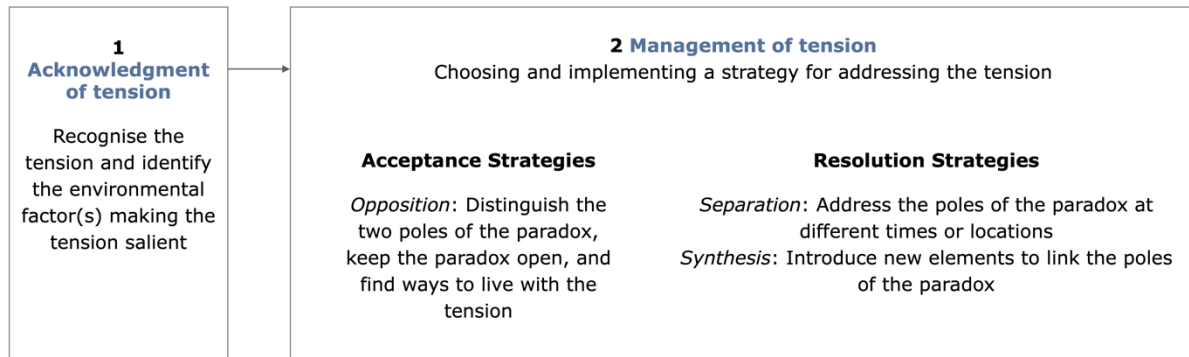 1
Acknowledgment
of tension
Recognise the
tension and identify
the environmental
factor(s) making the
tension salient
2 Management of tension
Choosing and implementing a strategy for addressing the tension
Acceptance Strategies
Opposition: Distinguish the
two poles of the paradox,
keep the paradox open, and
find ways to live with the
tension
Resolution Strategies
Separation: Address the poles of the paradox at
different times or locations
Synthesis: Introduce new elements to link the poles
of the paradox